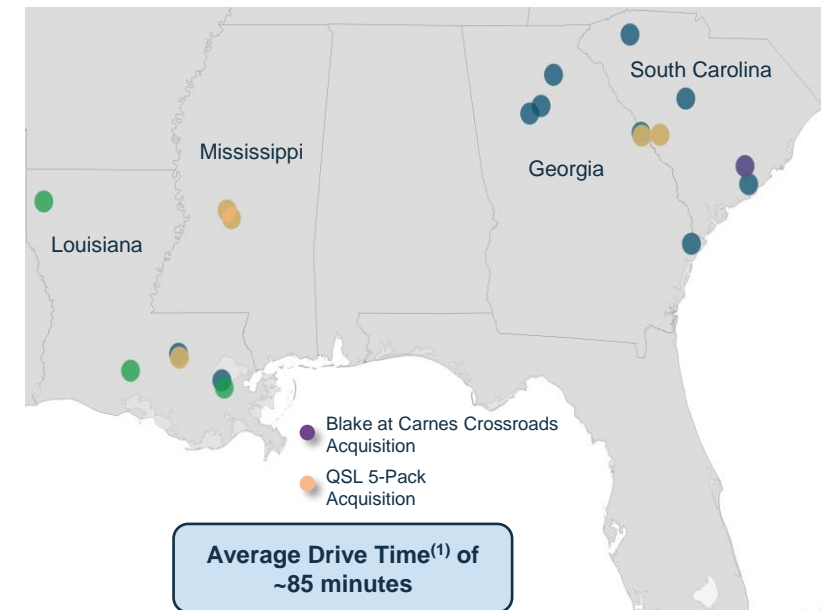 South Carolina
Mississippi
Georgia
Louisiana
Blake at Carnes Crossroads
Acquisition
QSL 5-Pack
Acquisition
Average Drive Time(1) of
~85 minutes